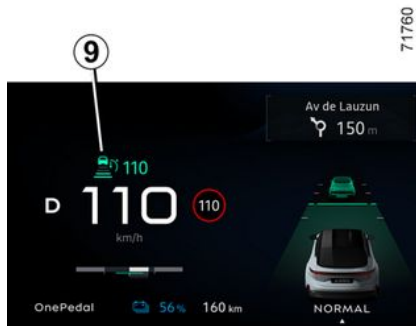 71760
9
Av de Lauzun
150 m
110
D 110 110
km/h
OnePedal 56% 160 km NORMAL